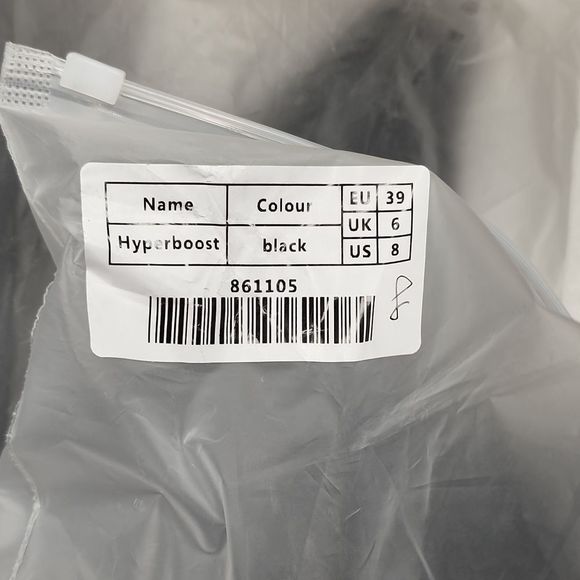 Name Colour EU 39
UK 6
Hyperboost black US 8
861105
8